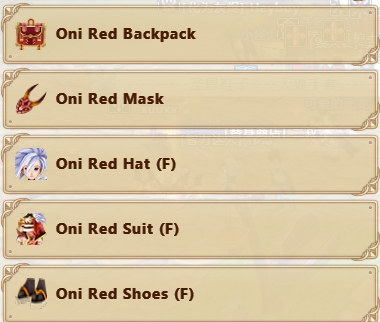 Oni Red Backpack
Oni Red Mask
Oni Red Hat (F)
Oni Red Suit (F)
Oni Red Shoes (F)